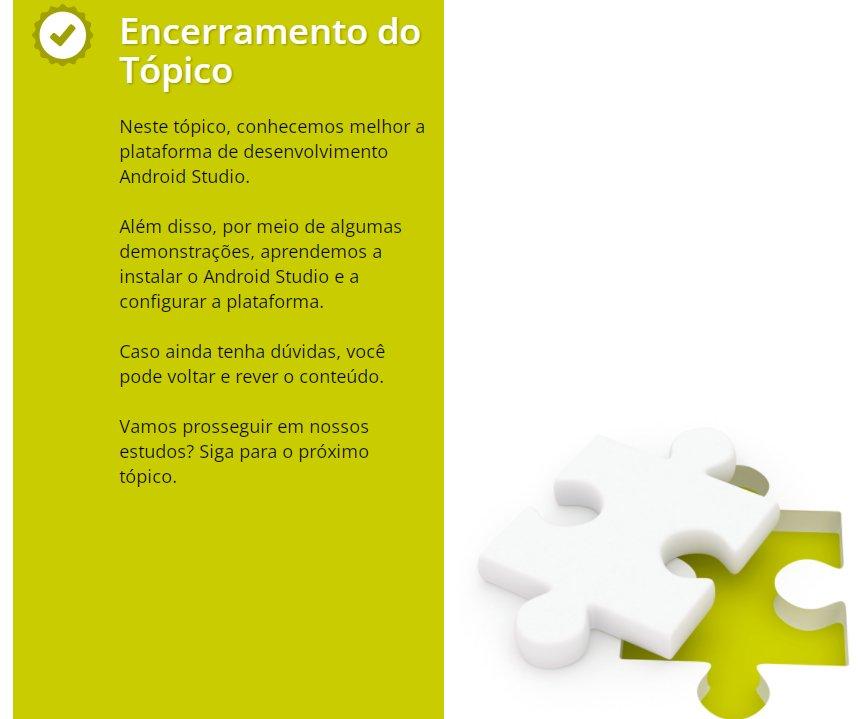 Encerramento do
Tópico
Neste tópico, conhecemos melhor a
plataforma de desenvolvimento
Android Studio.
Além disso, por meio de algumas
demonstrações, aprendemos a
instalar o Android Studio e a
configurar a plataforma.
Caso ainda tenha dúvidas, você
pode voltar e rever o conteúdo.
Vamos prosseguir em nossos
estudos? Siga para o próximo
tópico.